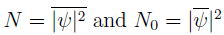 N = \overline{|\psi|^2} and N_0 = |\overline{\psi}|^2